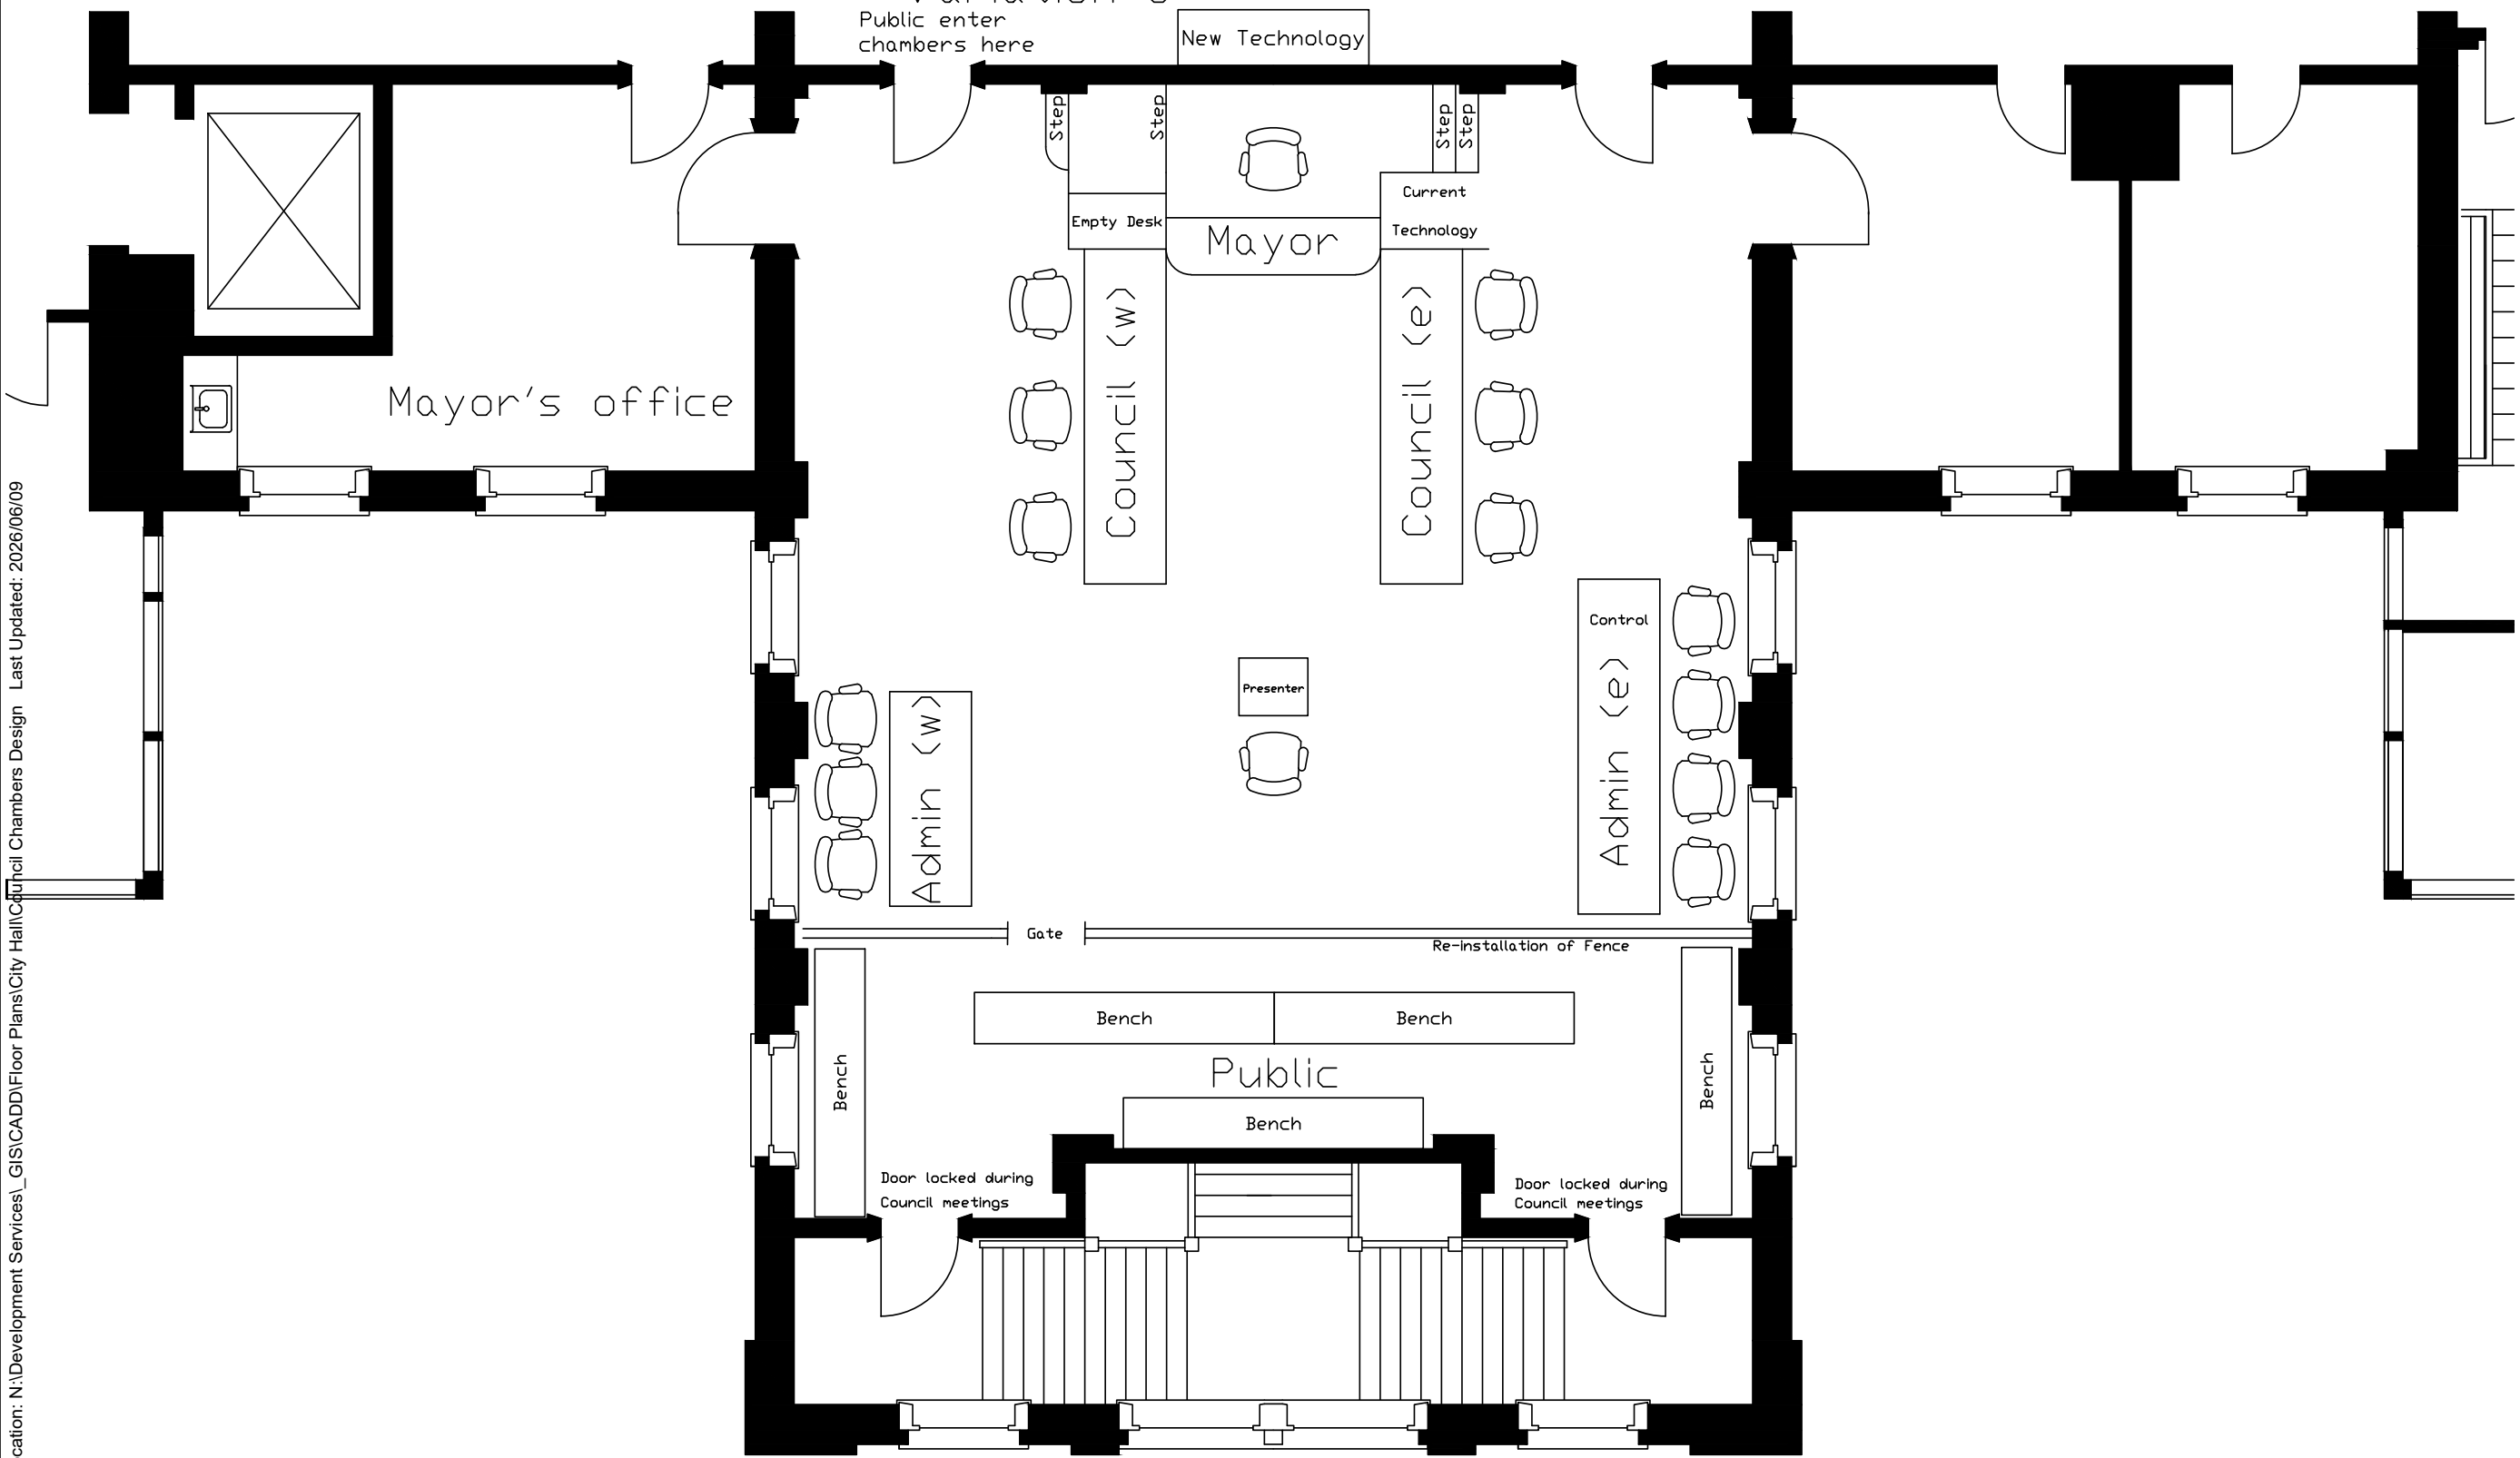 Public enter
chambers here
New Technology
Step
Step
Step
Step
Current
Technology
Empty Desk
Mayor
Mayor's office
Council (w)
Council (e)
Control
Admin (e)
Presenter
Admin (w)
Gate
Re-installation of Fence
Bench
Bench
Public
Bench
Bench
Bench
Door locked during
Council meetings
Door locked during
Council meetings
cation: N:\Development Services\_GIS\CADD\Floor Plans\City Hall\Council Chambers Design Last Updated: 2026/06/09